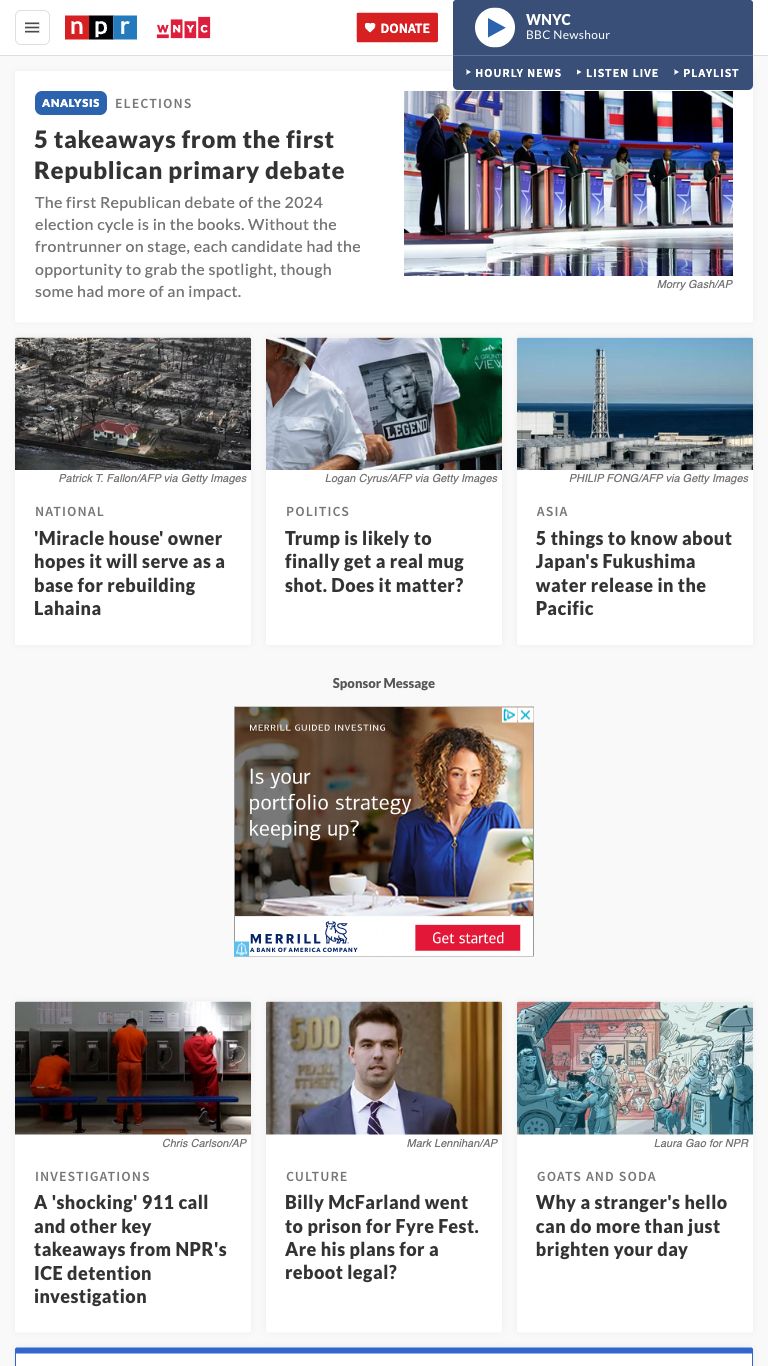 npr
WNYC
DONATE
WNYC
BBC Newshour
HOURLY NEWS
LISTEN LIVE
PLAYLIST
ANALYSIS
ELECTIONS
5 takeaways from the first
Republican primary debate
The first Republican debate of the 2024
election cycle is in the books. Without the
frontrunner on stage, each candidate had the
opportunity to grab the spotlight, though
some had more of an impact.
24
Morry Gash/AP
LEGEND
VIEW
Patrick T. Fallon/AFP via Getty Images
Logan Cyrus/AFP via Getty Images
PHILIP FONG/AFP via Getty Images
NATIONAL
'Miracle house' owner
hopes it will serve as a
base for rebuilding
Lahaina
POLITICS
Trump is likely to
finally get a real mug
shot. Does it matter?
ASIA
5 things to know about
Japan's Fukushima
water release in the
Pacific
Sponsor Message
MERRILL GUIDED INVESTING
Is your
portfolio strategy
keeping up?
MERRILL
A BANK OF AMERICA COMPANY
Get started
500
PEARL
STREET
Chris Carlson/AP
Mark Lennihan/AP
Laura Gao for NPR
INVESTIGATIONS
A 'shocking' 911 call
and other key
takeaways from NPR's
ICE detention
investigation
CULTURE
Billy McFarland went
to prison for Fyre Fest.
Are his plans for a
reboot legal?
GOATS AND SODA
Why a stranger's hello
can do more than just
brighten your day